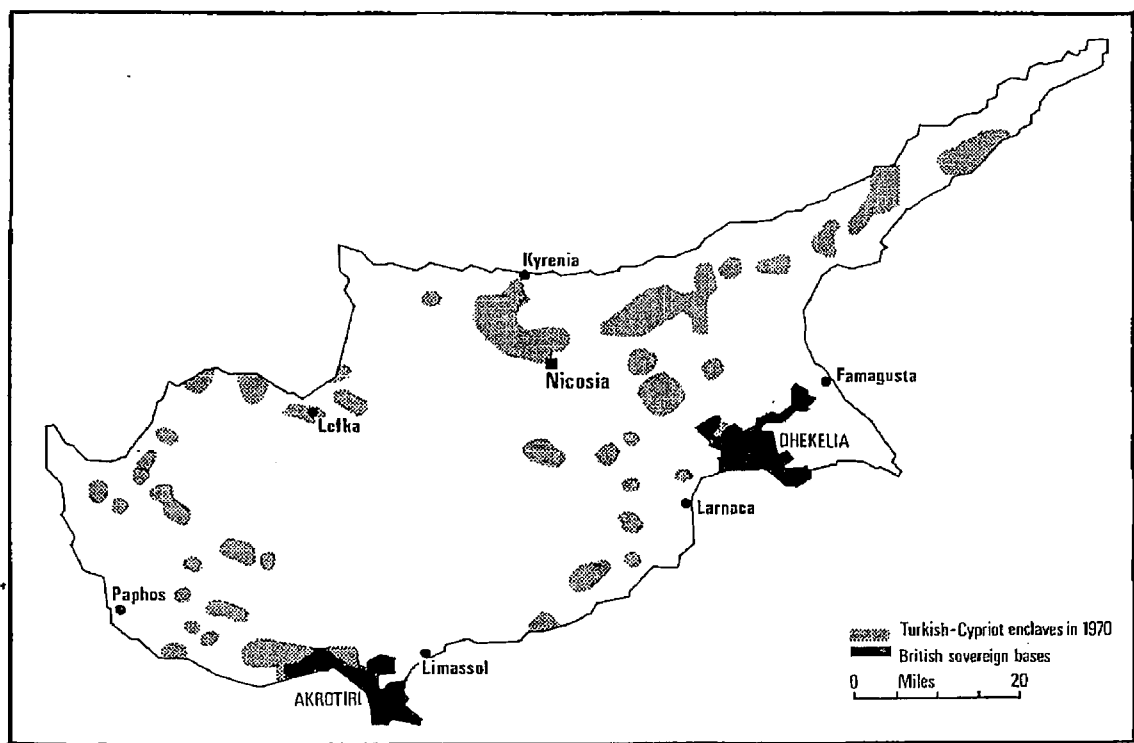 Kyrenia
Nicosia
Famagusta
Lefka
DHEKELIA
Larnaca
Paphos
Limassol
AKROTIRI
Turkish-Cypriot enclaves in 1970
British sovereign bases
0 Miles 20